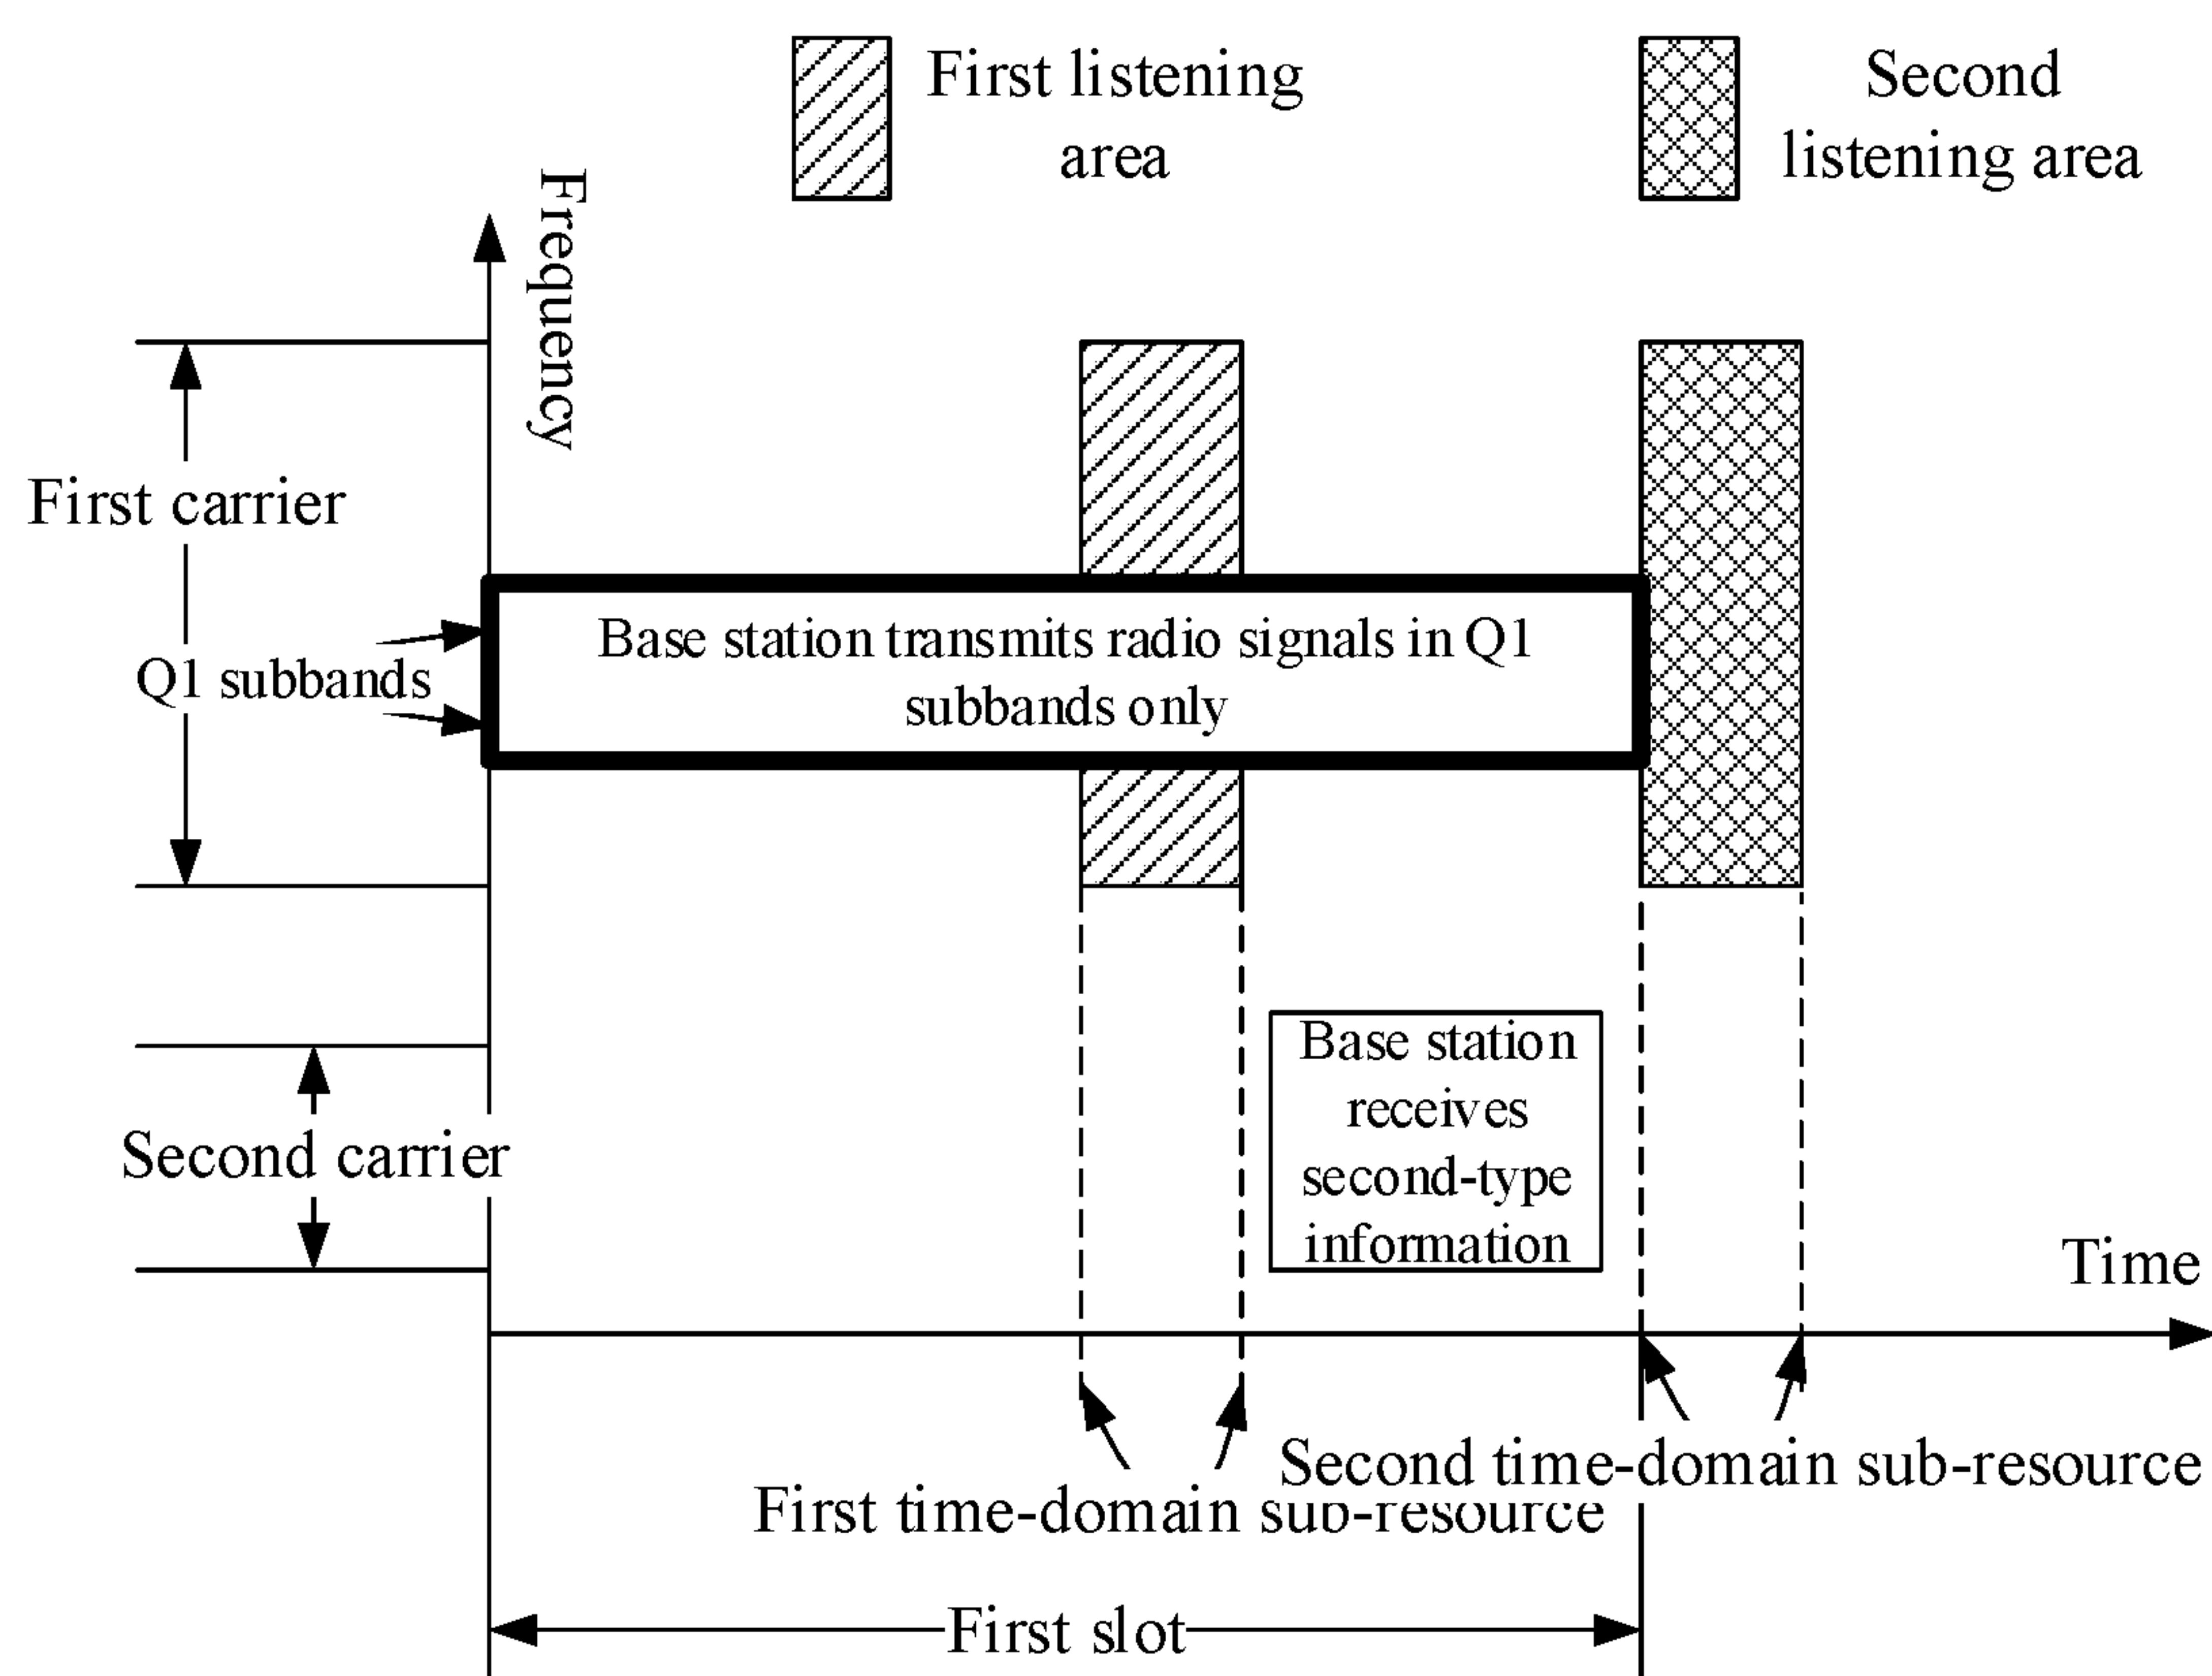 First listening
area
Second
listening area
Frequency
First carrier
Base station transmits radio signals in Q1
subbands only
Q1 subbands
Base station
receives
second-type
information
Second carrier
Time
Second time-domain sub-resource
First time-domain sub-resource
First slot